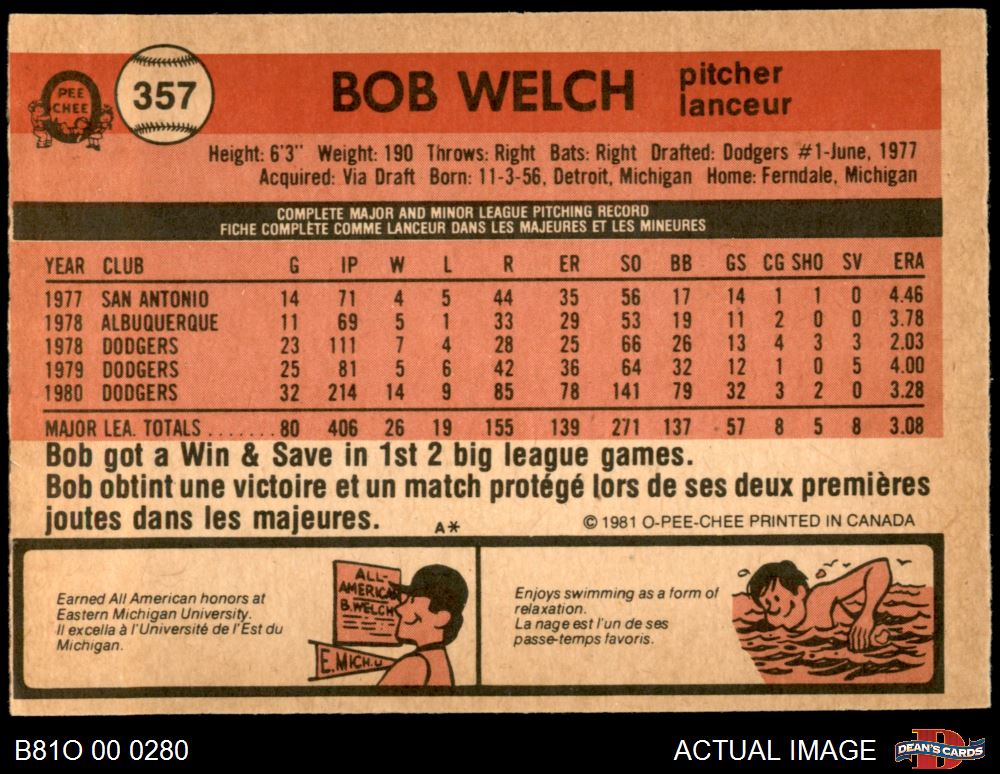 O
PEE
CHEE
357
BOB WELCH
pitcher
lanceur
Height: 6'3" Weight: 190 Throws: Right Bats: Right Drafted: Dodgers #1-June, 1977
Acquired: Via Draft Born: 11-3-56, Detroit, Michigan Home: Ferndale, Michigan
COMPLETE MAJOR AND MINOR LEAGUE PITCHING RECORD
FICHE COMPLÈTE COMME LANCEUR DANS LES MAJEURES ET LES MINEURES
YEAR CLUB G IP W L R ER SO BB GS CG SHO SV ERA
1977 SAN ANTONIO 14 71 4 5 44 35 56 17 14 1 1 0 4.46
1978 ALBUQUERQUE 11 69 5 1 33 29 53 19 11 2 0 0 3.78
1978 DODGERS 23 111 7 4 28 25 66 26 13 4 3 3 2.03
1979 DODGERS 25 81 5 6 42 36 64 32 12 1 0 5 4.00
1980 DODGERS 32 214 14 9 85 78 141 79 32 3 2 0 3.28
MAJOR LEA. TOTALS .......80 406 26 19 155 139 271 137 57 8 5 8 3.08
Bob got a Win & Save in 1st 2 big league games.
Bob obtint une victoire et un match protégé lors de ses deux premières
joutes dans les majeures.
A*
© 1981 O-PEE-CHEE PRINTED IN CANADA
Earned All American honors at
Eastern Michigan University.
Il excella à l'Université de l'Est du
Michigan.
ALL-
AMERICAN
B.WELCH
E.MICH.U
Enjoys swimming as a form of
relaxation.
La nage est l'un de ses
passe-temps favoris.
B81O 00 0280
ACTUAL IMAGE
D
DEAN'S CARDS